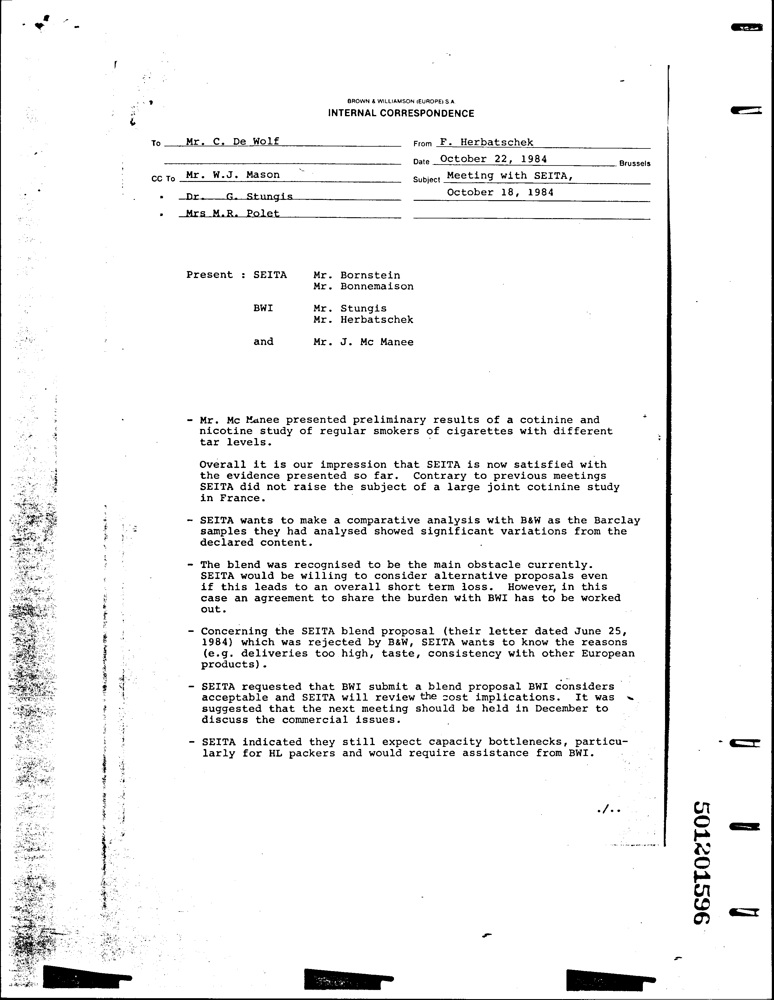 BROWN & WILLIAMSON (EUROPE) S.A.
INTERNAL CORRESPONDENCE
To Mr. C. De Wolf
From F. Herbatschek
Date October 22, 1984 Brussels
CC To Mr. W.J. Mason
Subject Meeting with SEITA,
October 18, 1984
" Dr. G. Stungis
" Mrs M.R. Polet
Present : SEITA Mr. Bornstein
Mr. Bonnemaison
BWI Mr. Stungis
Mr. Herbatschek
and Mr. J. Mc Manee
- Mr. Mc Manee presented preliminary results of a cotinine and
nicotine study of regular smokers of cigarettes with different
tar levels.
Overall it is our impression that SEITA is now satisfied with
the evidence presented so far. Contrary to previous meetings
SEITA did not raise the subject of a large joint cotinine study
in France.
- SEITA wants to make a comparative analysis with B&W as the Barclay
samples they had analysed showed significant variations from the
declared content.
- The blend was recognised to be the main obstacle currently.
SEITA would be willing to consider alternative proposals even
if this leads to an overall short term loss. However, in this
case an agreement to share the burden with BWI has to be worked
out.
- Concerning the SEITA blend proposal (their letter dated June 25,
1984) which was rejected by B&W, SEITA wants to know the reasons
(e.g. deliveries too high, taste, consistency with other European
products).
- SEITA requested that BWI submit a blend proposal BWI considers
acceptable and SEITA will review the cost implications. It was
suggested that the next meeting should be held in December to
discuss the commercial issues.
- SEITA indicated they still expect capacity bottlenecks, particu-
larly for HL packers and would require assistance from BWI.
./..
501201596